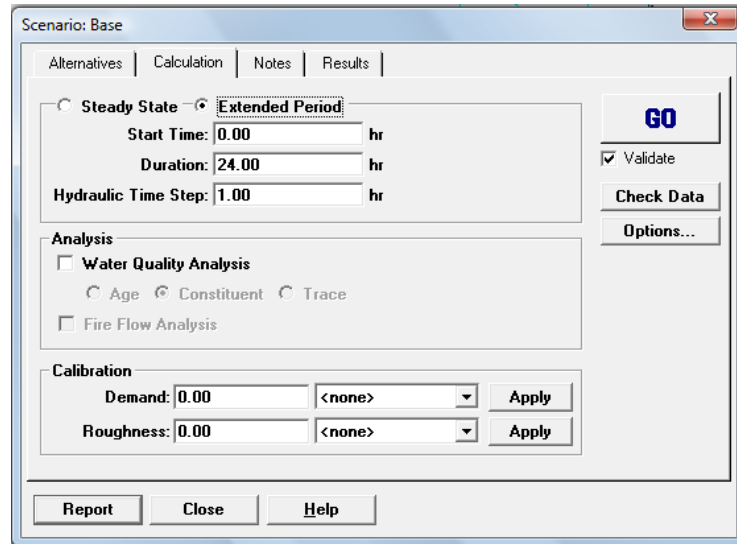 Scenario: Base
Alternatives Calculation Notes Results
Steady State Extended Period
Start Time: 0.00 hr
Duration: 24.00 hr
Hydraulic Time Step: 1.00 hr
GO
Validate
Check Data
Options...
Analysis
Water Quality Analysis
Age Constituent Trace
Fire Flow Analysis
Calibration
Demand: 0.00 <none> Apply
Roughness: 0.00 <none> Apply
Report Close Help